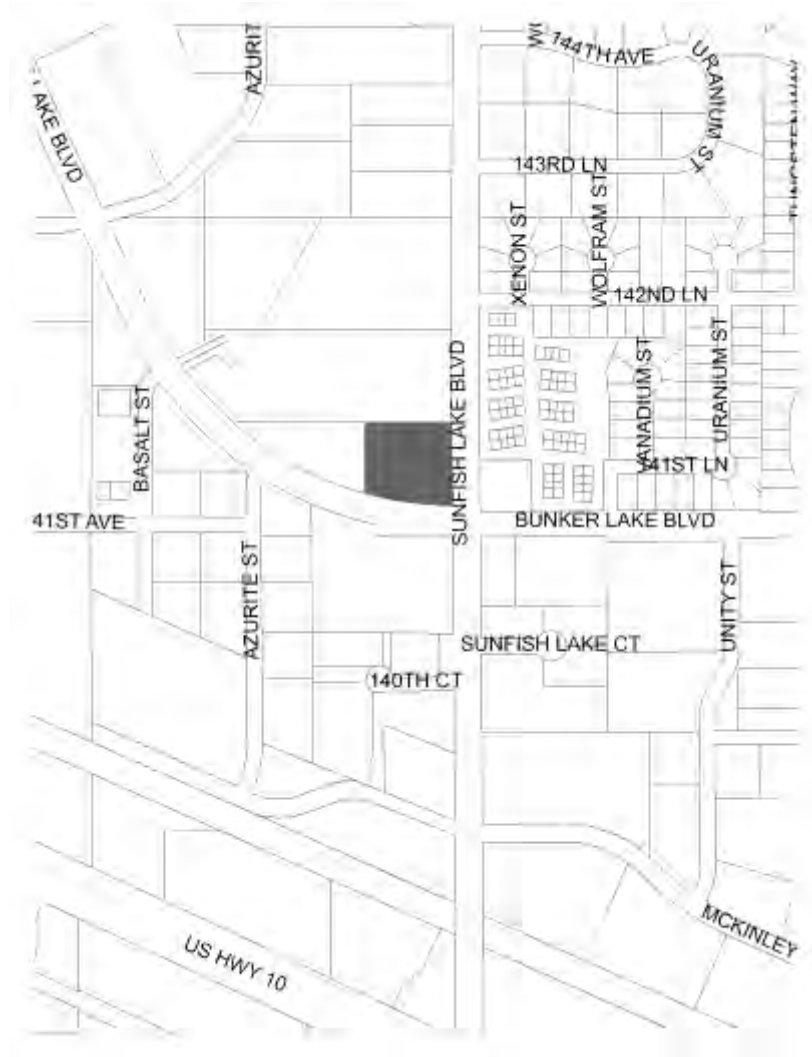 AZURIT
144TH AVE
URANIUM ST
AKE BLVD
143RD LN
XENON ST
WOLFRAM ST
142ND LN
SUNFISH LAKE BLVD
VANADIUM ST
URANIUM ST
BASALT ST
141ST LN
41ST AVE
BUNKER LAKE BLVD
AZURITE ST
UNITY ST
SUNFISH LAKE CT
140TH CT
MCKINLEY
US HWY 10